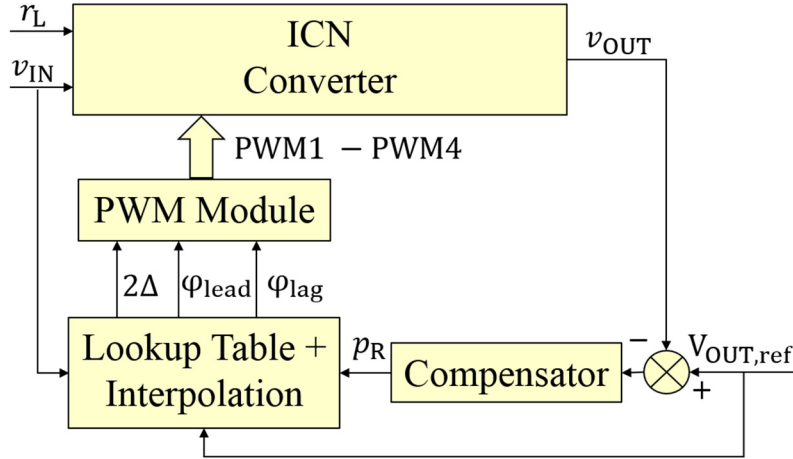 r_L
ICN
Converter
v_OUT
v_IN
PWM1 − PWM4
PWM Module
2Δ
φ_lead
φ_lag
Lookup Table +
Interpolation
p_R
Compensator
−
V_OUT,ref
+